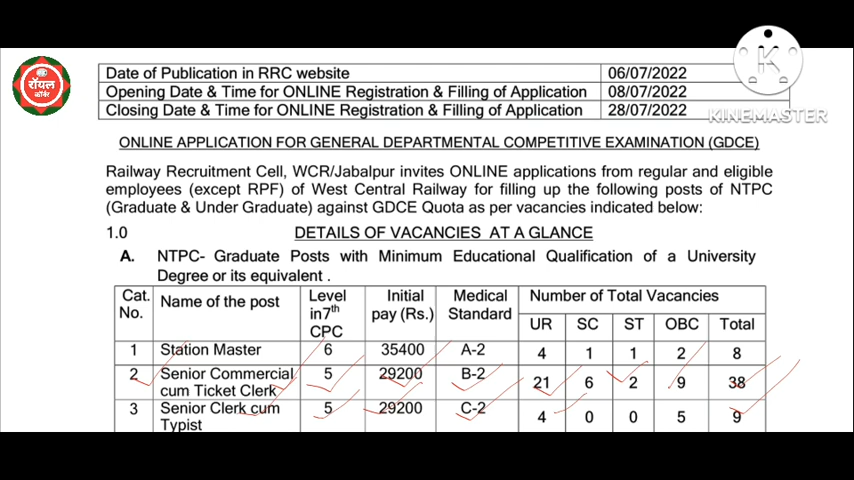 रॉयल
कॉर्नर
KINEMASTER
Date of Publication in RRC website 06/07/2022
Opening Date & Time for ONLINE Registration & Filling of Application 08/07/2022
Closing Date & Time for ONLINE Registration & Filling of Application 28/07/2022
ONLINE APPLICATION FOR GENERAL DEPARTMENTAL COMPETITIVE EXAMINATION (GDCE)
Railway Recruitment Cell, WCR/Jabalpur invites ONLINE applications from regular and eligible
employees (except RPF) of West Central Railway for filling up the following posts of NTPC
(Graduate & Under Graduate) against GDCE Quota as per vacancies indicated below:
1.0 DETAILS OF VACANCIES AT A GLANCE
A. NTPC- Graduate Posts with Minimum Educational Qualification of a University
Degree or its equivalent .
Cat. No. Name of the post Level in7th CPC Initial pay (Rs.) Medical Standard Number of Total Vacancies
UR SC ST OBC Total
1 Station Master 6 35400 A-2 4 1 1 2 8
2 Senior Commercial cum Ticket Clerk 5 29200 B-2 21 6 2 9 38
3 Senior Clerk cum Typist 5 29200 C-2 4 0 0 5 9